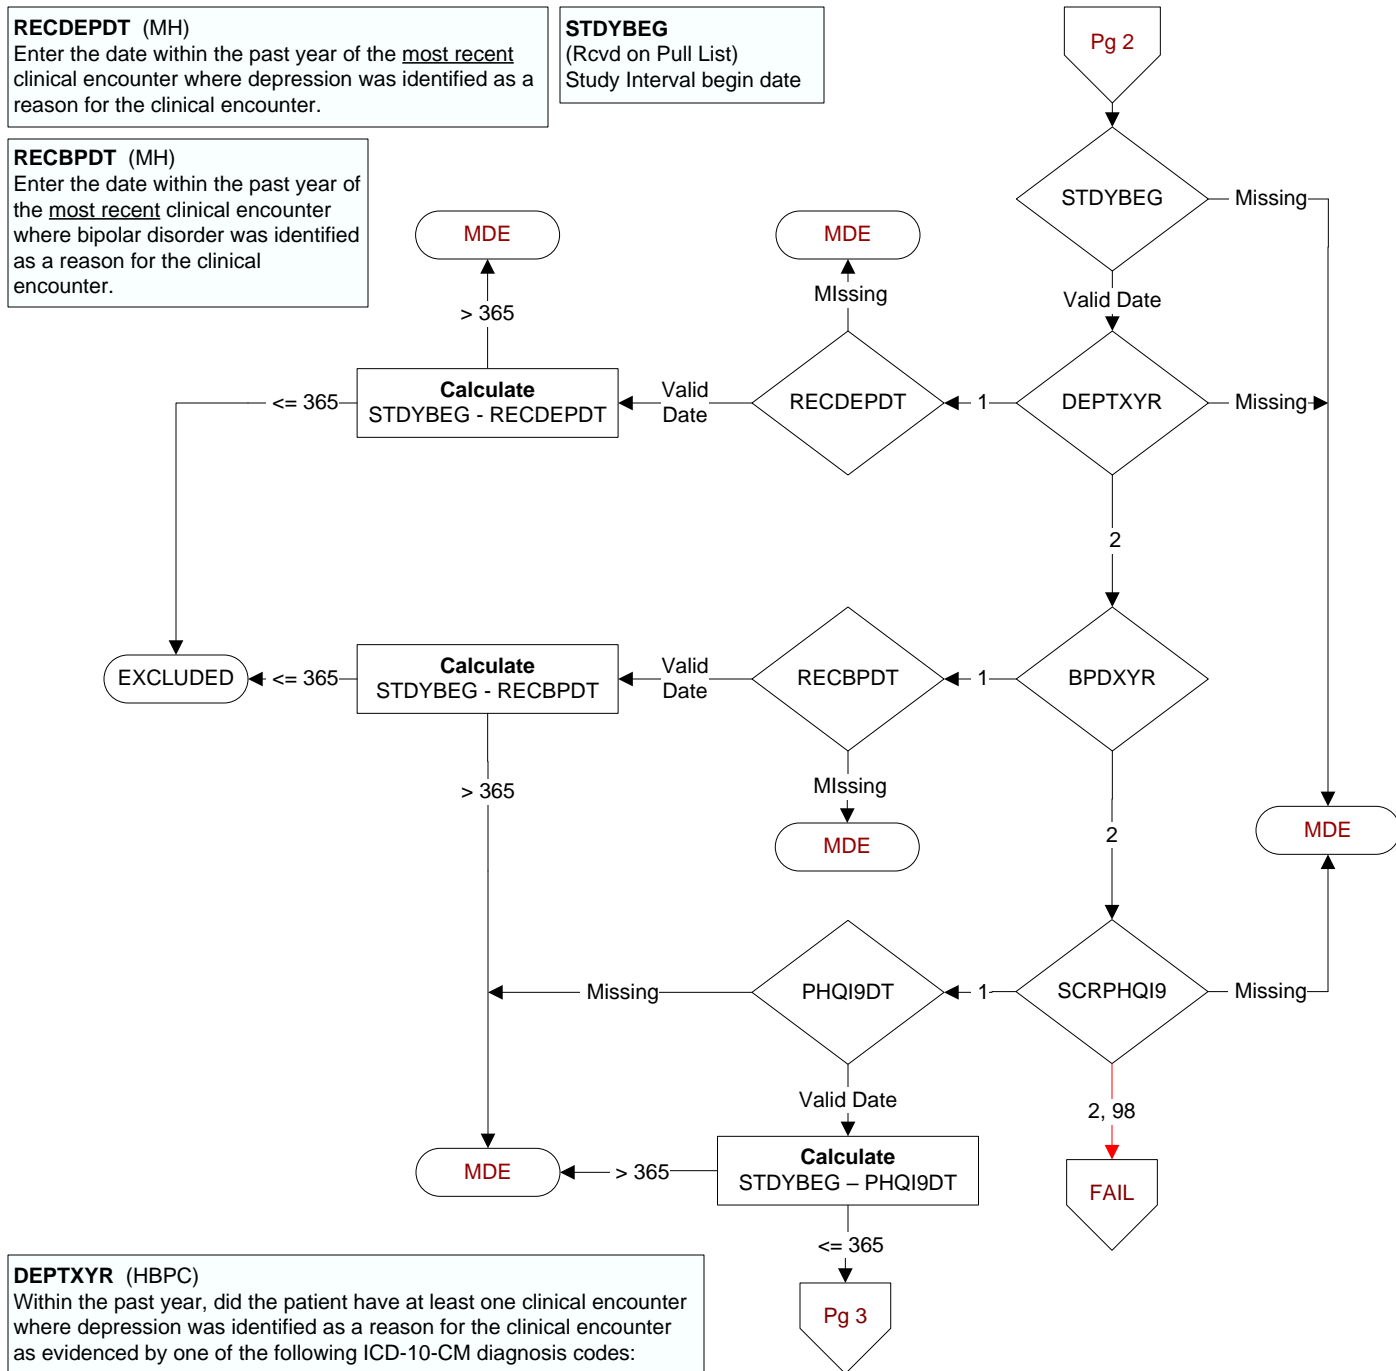 RECDEPDT (MH)
Enter the date within the past year of the most recent
clinical encounter where depression was identified as a
reason for the clinical encounter.
STDYBEG
(Rcvd on Pull List)
Study Interval begin date
Pg 2
RECBPDT (MH)
Enter the date within the past year of
the most recent clinical encounter
where bipolar disorder was identified
as a reason for the clinical
encounter.
STDYBEG
Missing
MDE
MDE
Valid Date
MIssing
> 365
Calculate
STDYBEG - RECDEPDT
<= 365
Valid
Date
RECDEPDT
1
DEPTXYR
Missing
2
EXCLUDED
<= 365
Calculate
STDYBEG - RECBPDT
Valid
Date
RECBPDT
1
BPDXYR
> 365
MIssing
MDE
2
MDE
Missing
PHQI9DT
1
SCRPHQI9
Missing
Valid Date
2, 98
MDE
> 365
Calculate
STDYBEG – PHQI9DT
FAIL
<= 365
Pg 3
DEPTXYR (HBPC)
Within the past year, did the patient have at least one clinical encounter
where depression was identified as a reason for the clinical encounter
as evidenced by one of the following ICD-10-CM diagnosis codes: